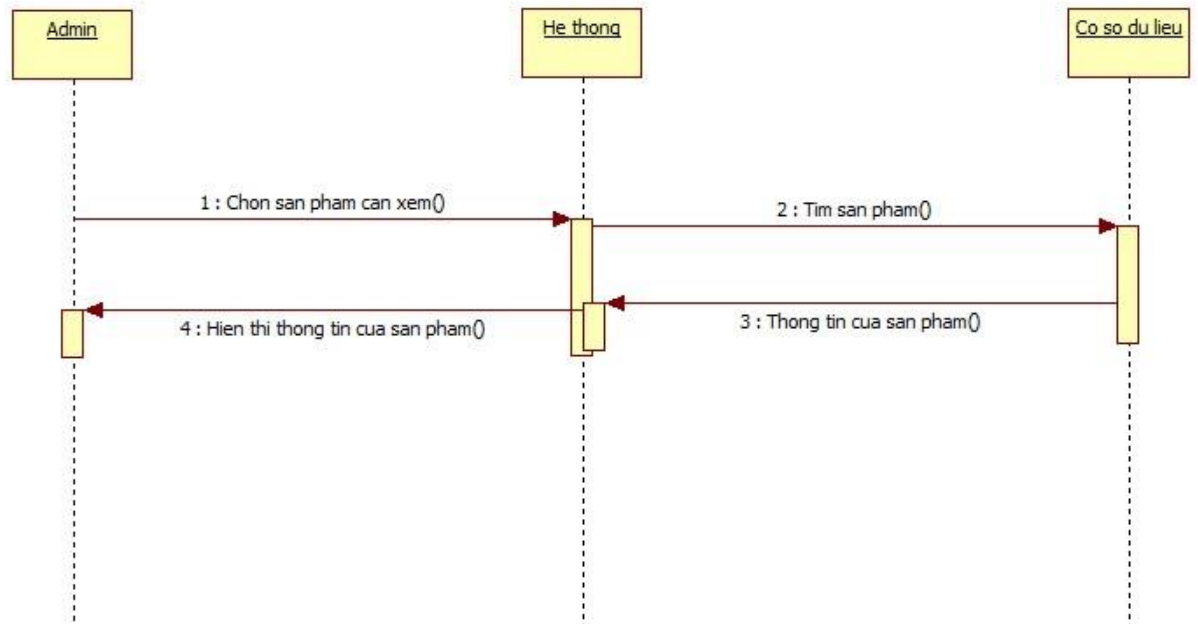 Admin
He thong
Co so du lieu
1 : Chon san pham can xem()
2 : Tim san pham()
3 : Thong tin cua san pham()
4 : Hien thi thong tin cua san pham()